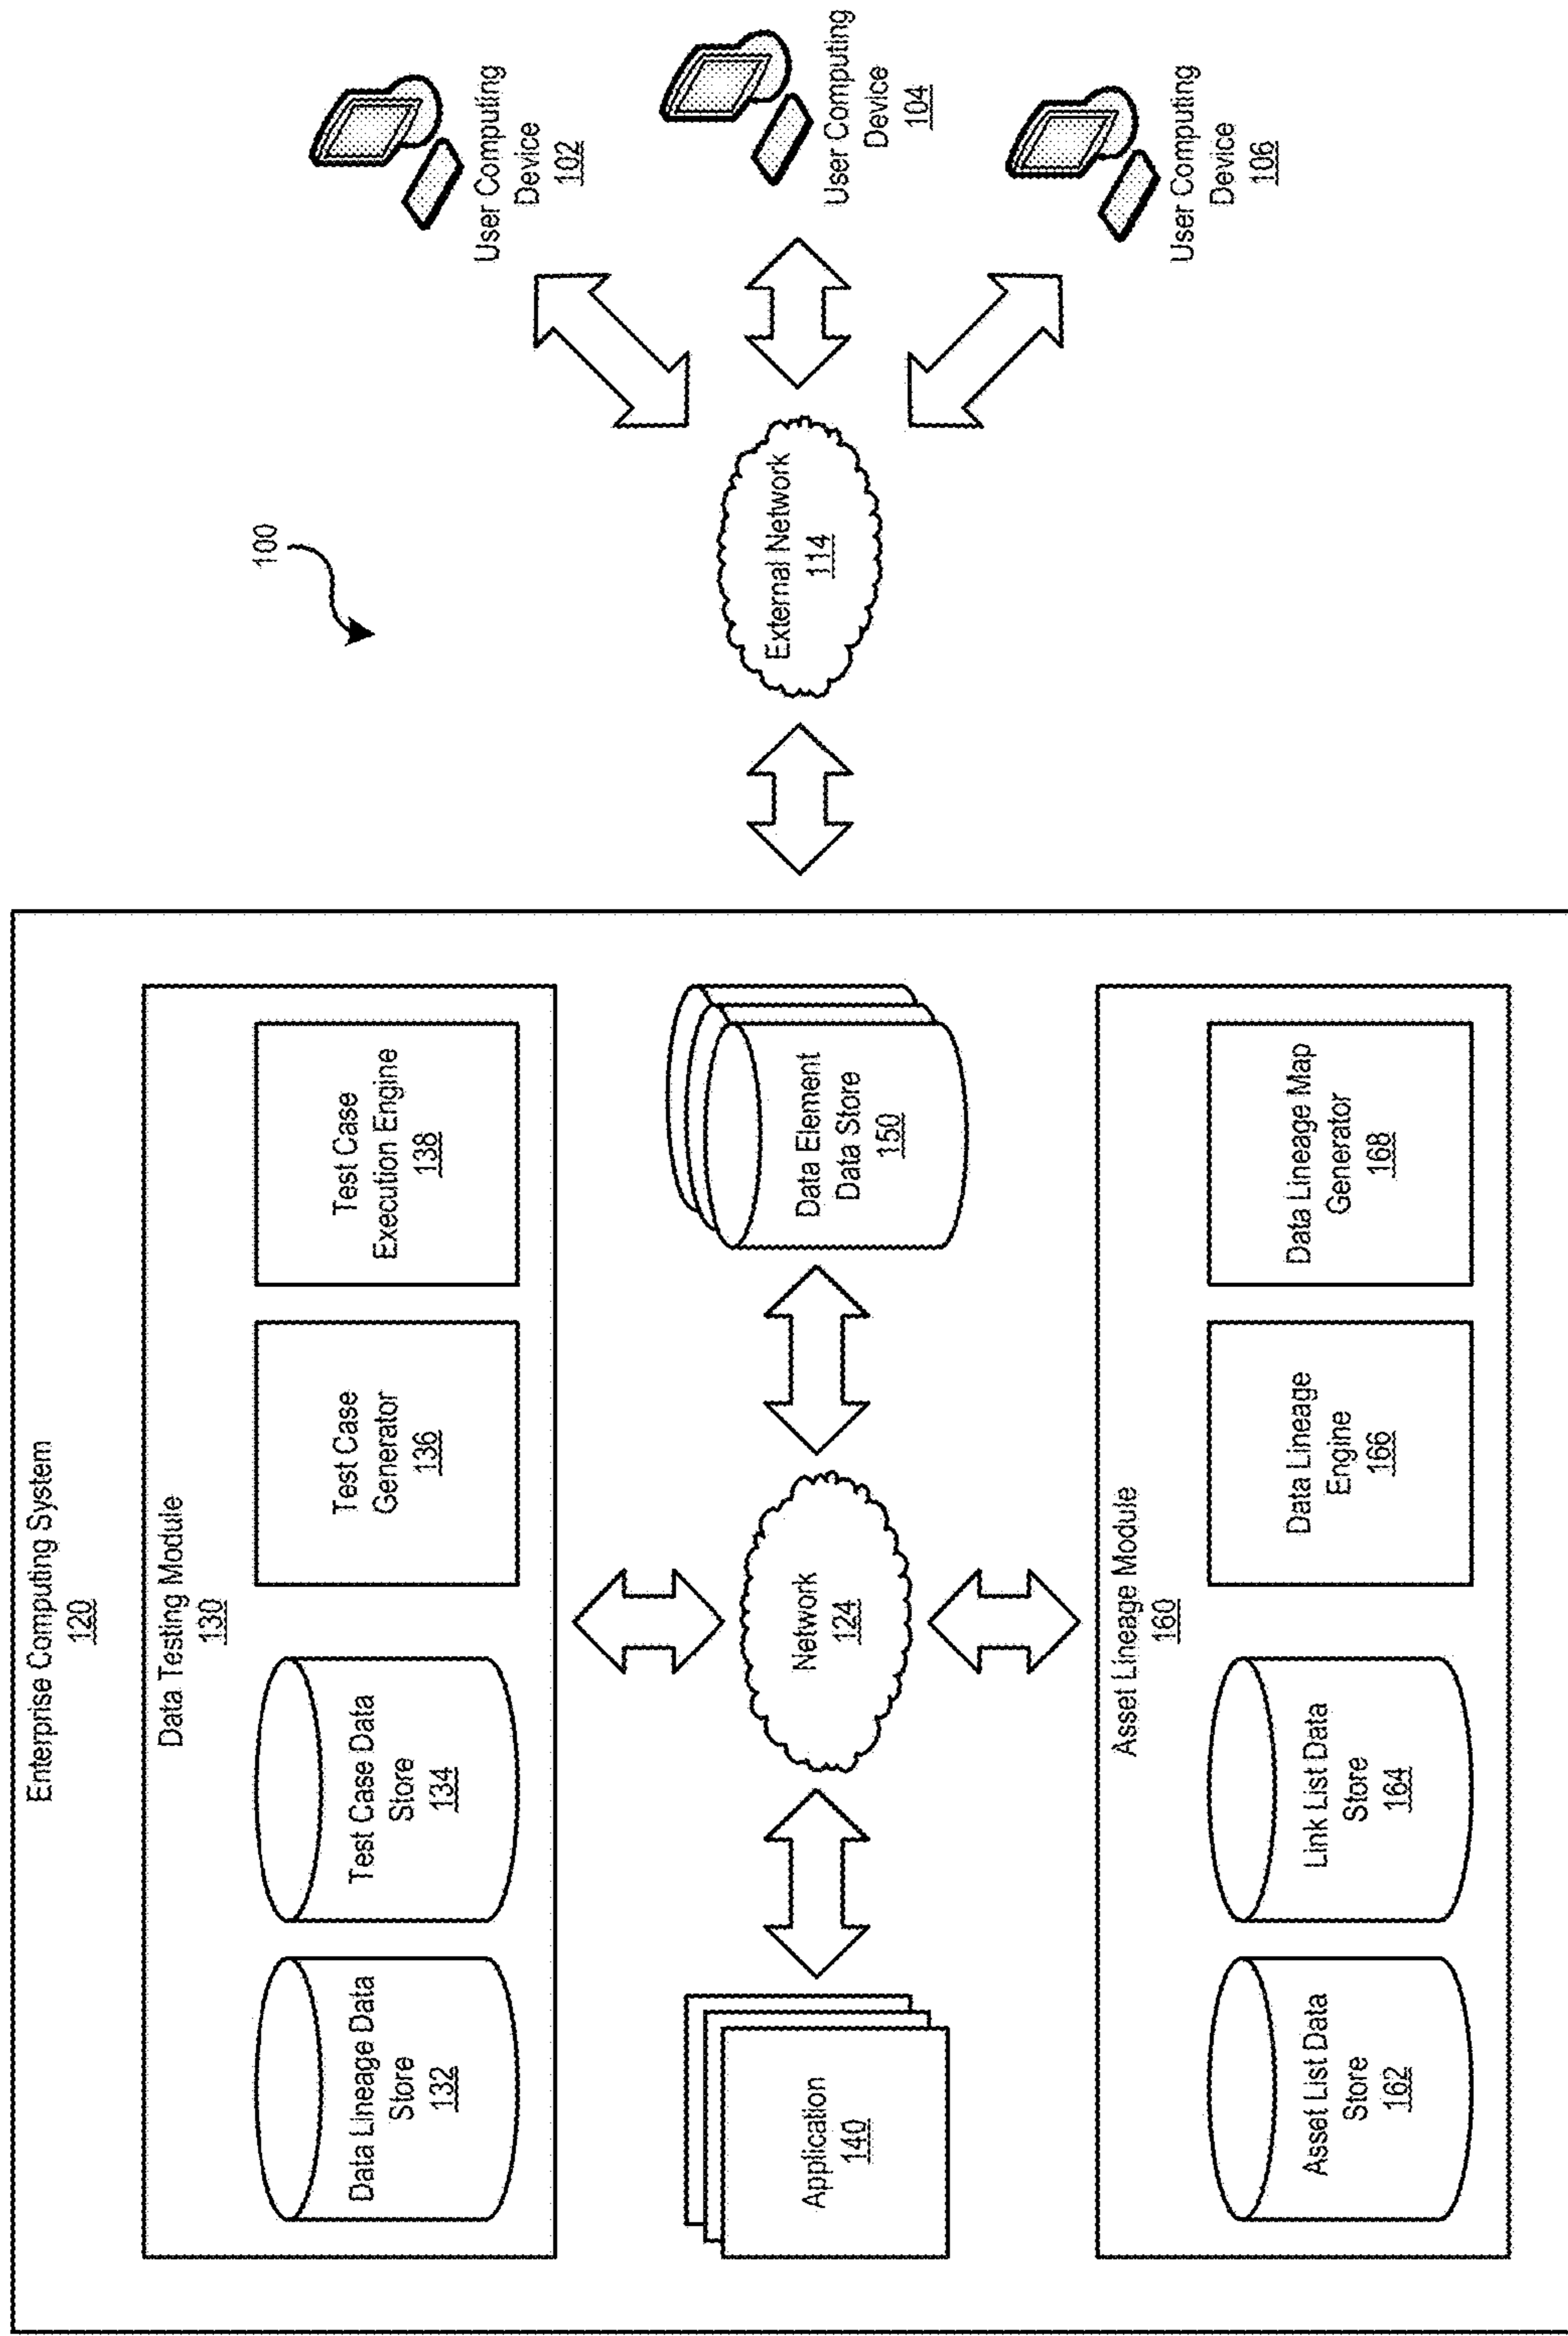 Enterprise Computing System
120
Data Testing Module
130
Data Lineage Data
Store
132
Test Case Data
Store
134
Test Case
Generator
136
Test Case
Execution Engine
138
Application
140
Network
124
Data Element
Data Store
150
Asset Lineage Module
160
Asset List Data
Store
162
Link List Data
Store
164
Data Lineage
Engine
166
Data Lineage Map
Generator
168
100
External Network
114
User Computing
Device
102
User Computing
Device
104
User Computing
Device
106